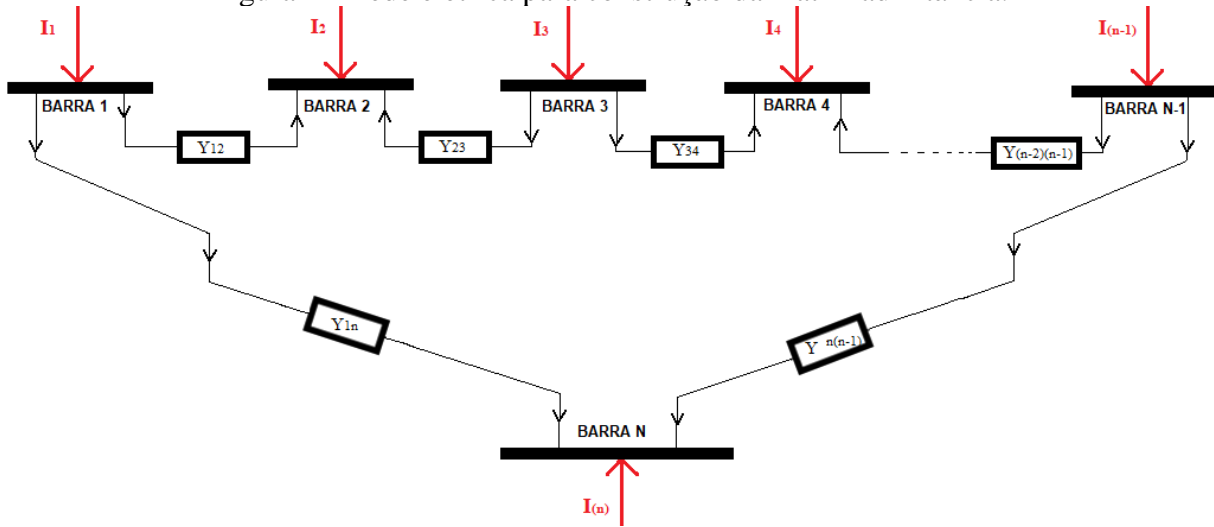 I1 I2 I3 I4 I(n-1)
BARRA 1 BARRA 2 BARRA 3 BARRA 4 BARRA N-1
Y12 Y23 Y34 Y(n-2)(n-1)
Y1n Y n(n-1)
BARRA N
I(n)